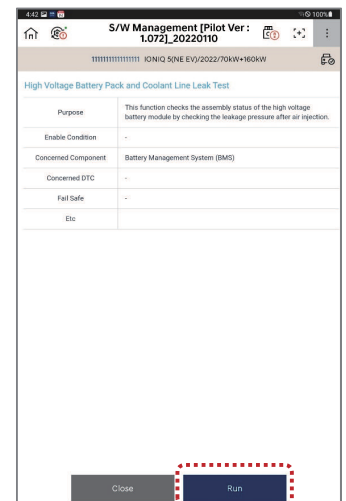 4:42
100%
S/W Management [Pilot Ver :
1.072]_20220110
111111111111111 IONIQ 5(NE EV)/2022/70kW+160kW
High Voltage Battery Pack and Coolant Line Leak Test
Purpose
This function checks the assembly status of the high voltage
battery module by checking the leakage pressure after air injection.
Enable Condition
-
Concerned Component
Battery Management System (BMS)
Concerned DTC
-
Fail Safe
-
Etc
Close
Run